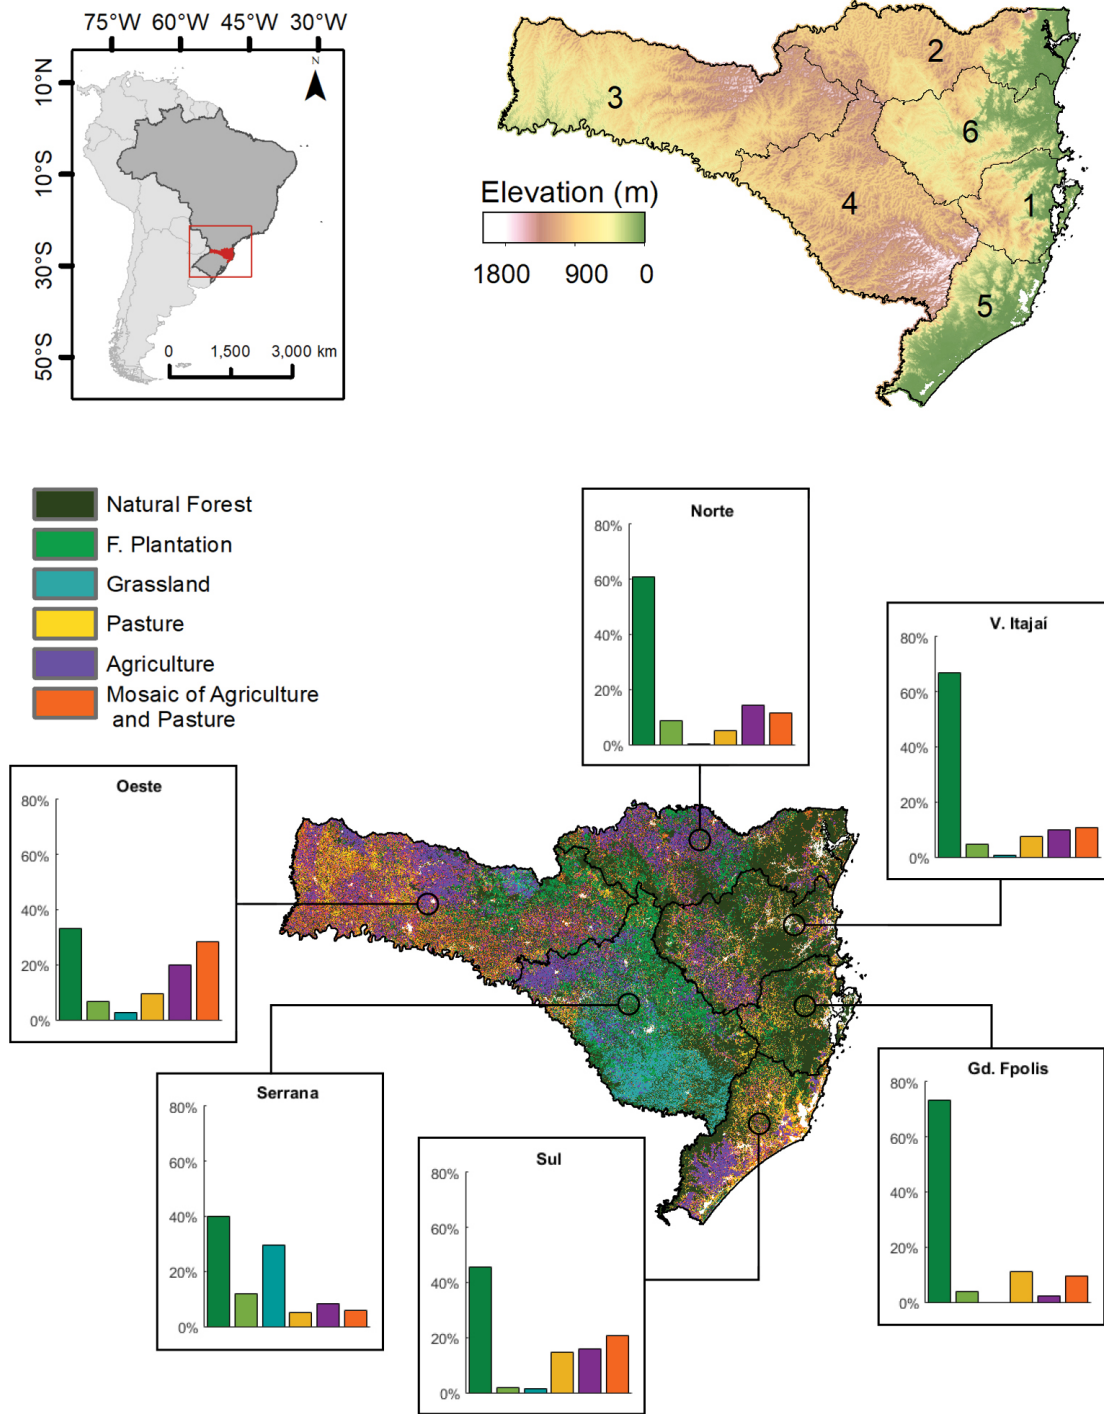 75°W 60°W 45°W 30°W
N
10°N
10°S
30°S
50°S
0 1,500 3,000 km
2
3
6
4
1
5
Elevation (m)
1800 900 0
Natural Forest
F. Plantation
Grassland
Pasture
Agriculture
Mosaic of Agriculture
and Pasture
Norte
80%
60%
40%
20%
0%
V. Itajaí
80%
60%
40%
20%
0%
Oeste
80%
60%
40%
20%
0%
Serrana
80%
60%
40%
20%
0%
Sul
80%
60%
40%
20%
0%
Gd. Fpolis
80%
60%
40%
20%
0%